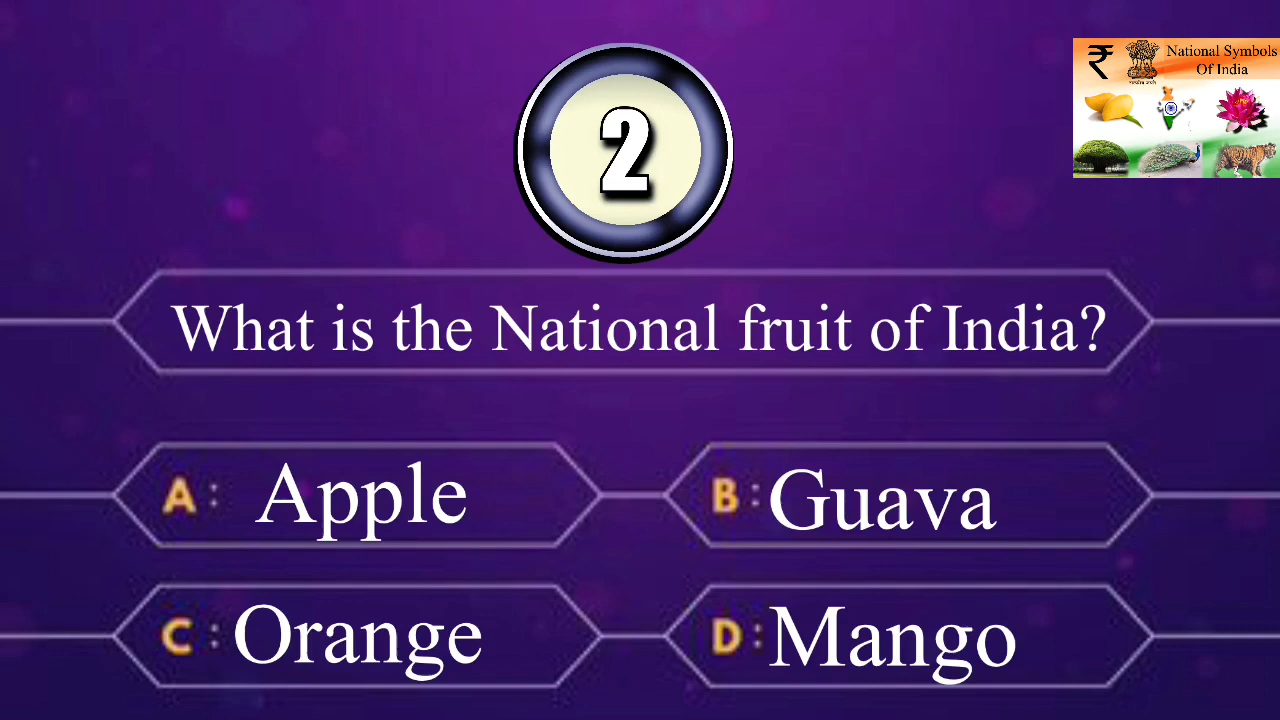 ₹ National Symbols
Of India
2
What is the National fruit of India?
A : Apple
B : Guava
C : Orange
D : Mango